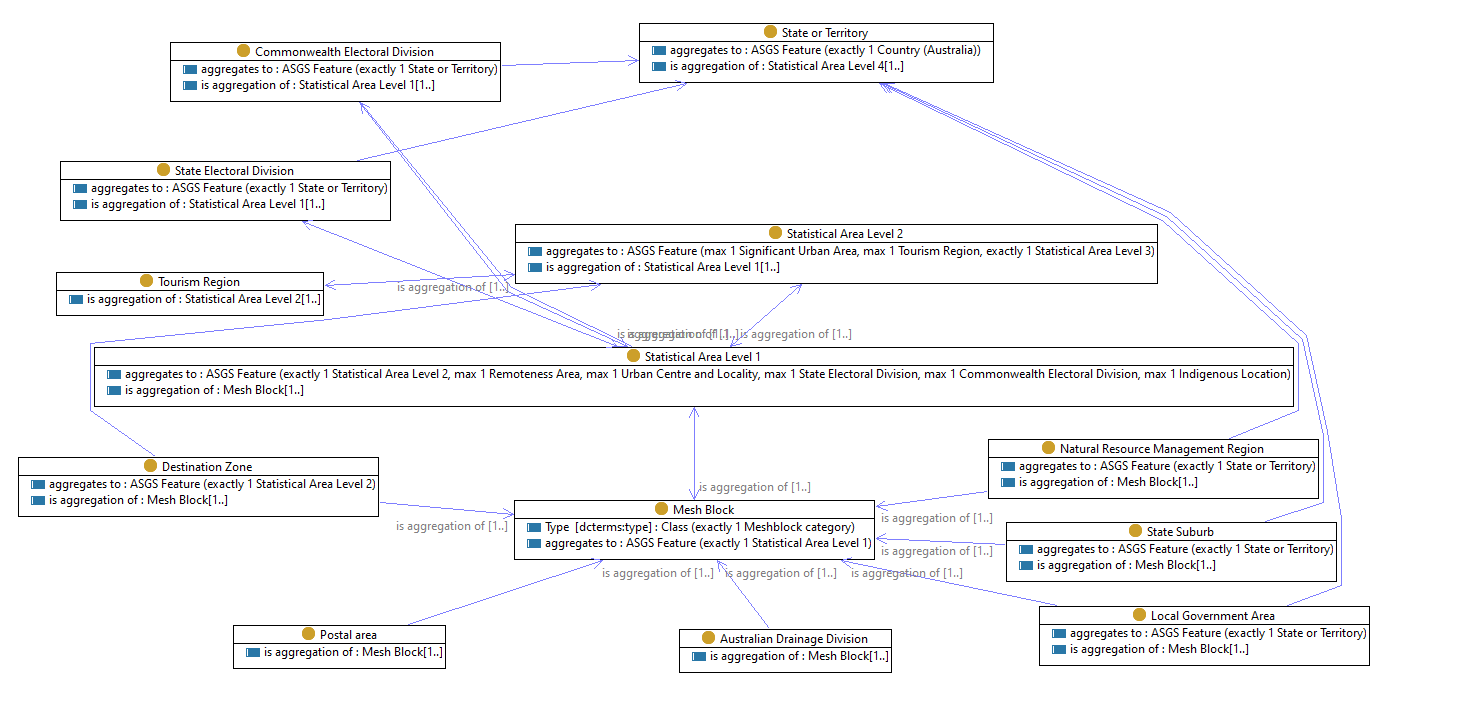 State or Territory
aggregates to : ASGS Feature (exactly 1 Country (Australia))
is aggregation of : Statistical Area Level 4[1..]
Commonwealth Electoral Division
aggregates to : ASGS Feature (exactly 1 State or Territory)
is aggregation of : Statistical Area Level 1[1..]
State Electoral Division
aggregates to : ASGS Feature (exactly 1 State or Territory)
is aggregation of : Statistical Area Level 1[1..]
Statistical Area Level 2
aggregates to : ASGS Feature (max 1 Significant Urban Area, max 1 Tourism Region, exactly 1 Statistical Area Level 3)
is aggregation of : Statistical Area Level 1[1..]
Tourism Region
is aggregation of : Statistical Area Level 2[1..]
is aggregation of [1..]
is aggregation of [1..]
Statistical Area Level 1
aggregates to : ASGS Feature (exactly 1 Statistical Area Level 2, max 1 Remoteness Area, max 1 Urban Centre and Locality, max 1 State Electoral Division, max 1 Commonwealth Electoral Division, max 1 Indigenous Location)
is aggregation of : Mesh Block[1..]
Natural Resource Management Region
aggregates to : ASGS Feature (exactly 1 State or Territory)
is aggregation of : Mesh Block[1..]
Destination Zone
aggregates to : ASGS Feature (exactly 1 Statistical Area Level 2)
is aggregation of : Mesh Block[1..]
is aggregation of [1..]
is aggregation of [1..]
Mesh Block
Type [dcterms:type] : Class (exactly 1 Meshblock category)
aggregates to : ASGS Feature (exactly 1 Statistical Area Level 1)
is aggregation of [1..]
is aggregation of [1..]
State Suburb
aggregates to : ASGS Feature (exactly 1 State or Territory)
is aggregation of : Mesh Block[1..]
is aggregation of [1..]
is aggregation of [1..]
is aggregation of [1..]
Local Government Area
aggregates to : ASGS Feature (exactly 1 State or Territory)
is aggregation of : Mesh Block[1..]
Postal area
is aggregation of : Mesh Block[1..]
Australian Drainage Division
is aggregation of : Mesh Block[1..]